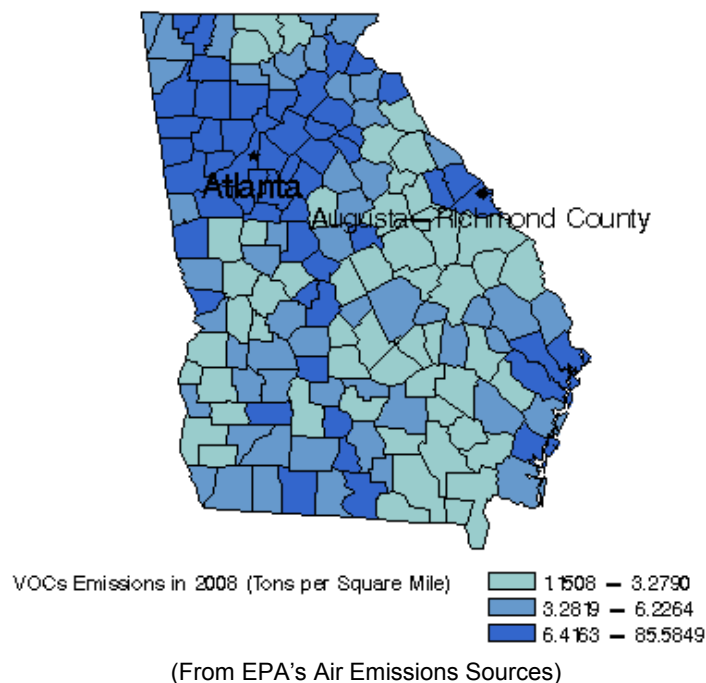 Atlanta
Augusta–Richmond County
VOCs Emissions in 2008 (Tons per Square Mile)
1.1508 – 3.2790
3.2819 – 6.2264
6.4163 – 85.5849
(From EPA's Air Emissions Sources)